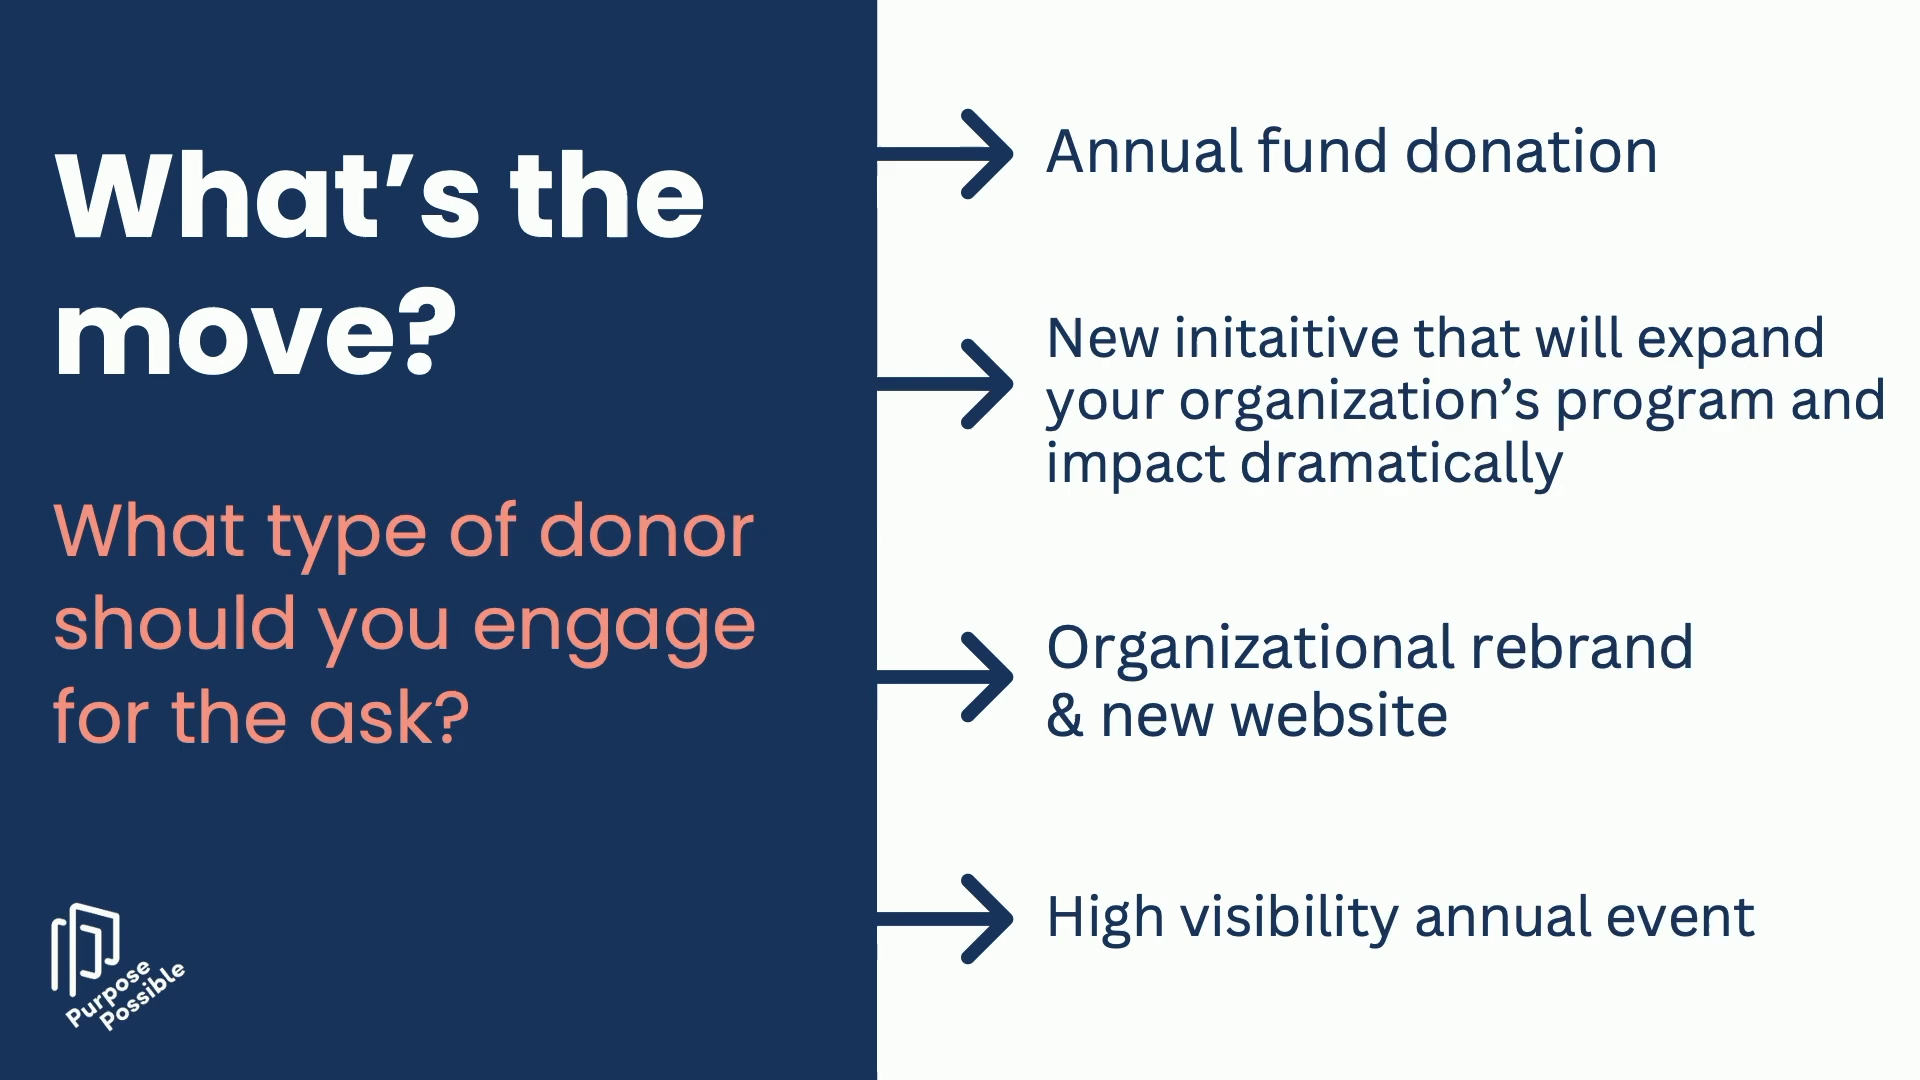 What's the
move?
What type of donor
should you engage
for the ask?
Purpose
Possible
Annual fund donation
New initaitive that will expand
your organization's program and
impact dramatically
Organizational rebrand
& new website
High visibility annual event